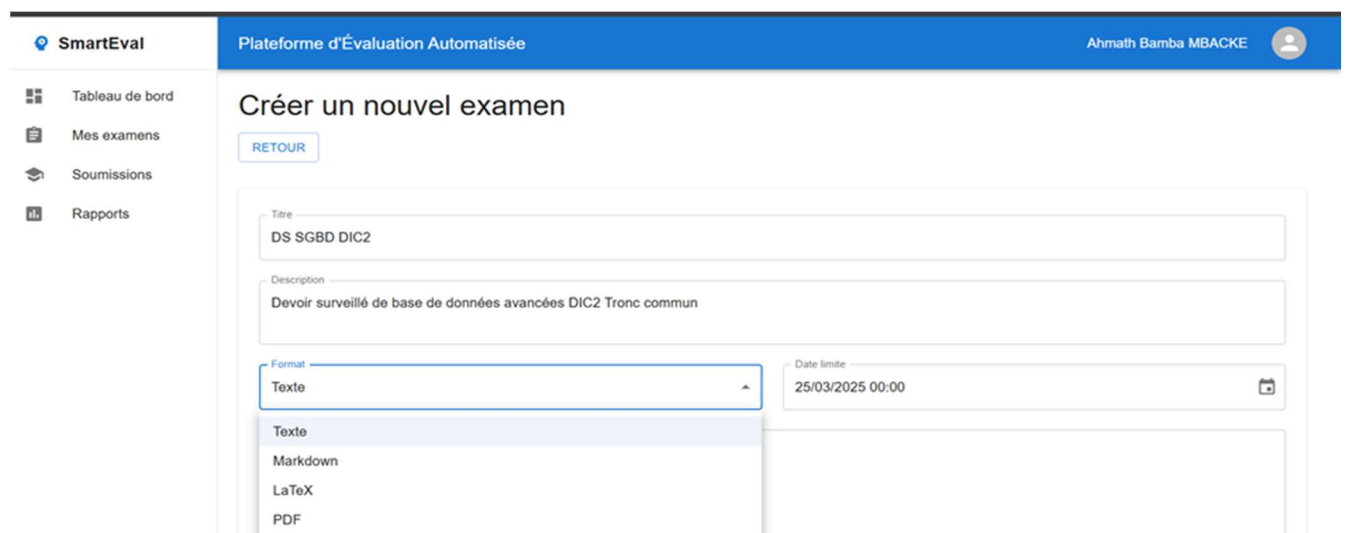 SmartEval
Plateforme d'Évaluation Automatisée
Ahmath Bamba MBACKE
Tableau de bord
Mes examens
Soumissions
Rapports
Créer un nouvel examen
RETOUR
Titre
DS SGBD DIC2
Description
Devoir surveillé de base de données avancées DIC2 Tronc commun
Format
Texte
Date limite
25/03/2025 00:00
Texte
Markdown
LaTeX
PDF